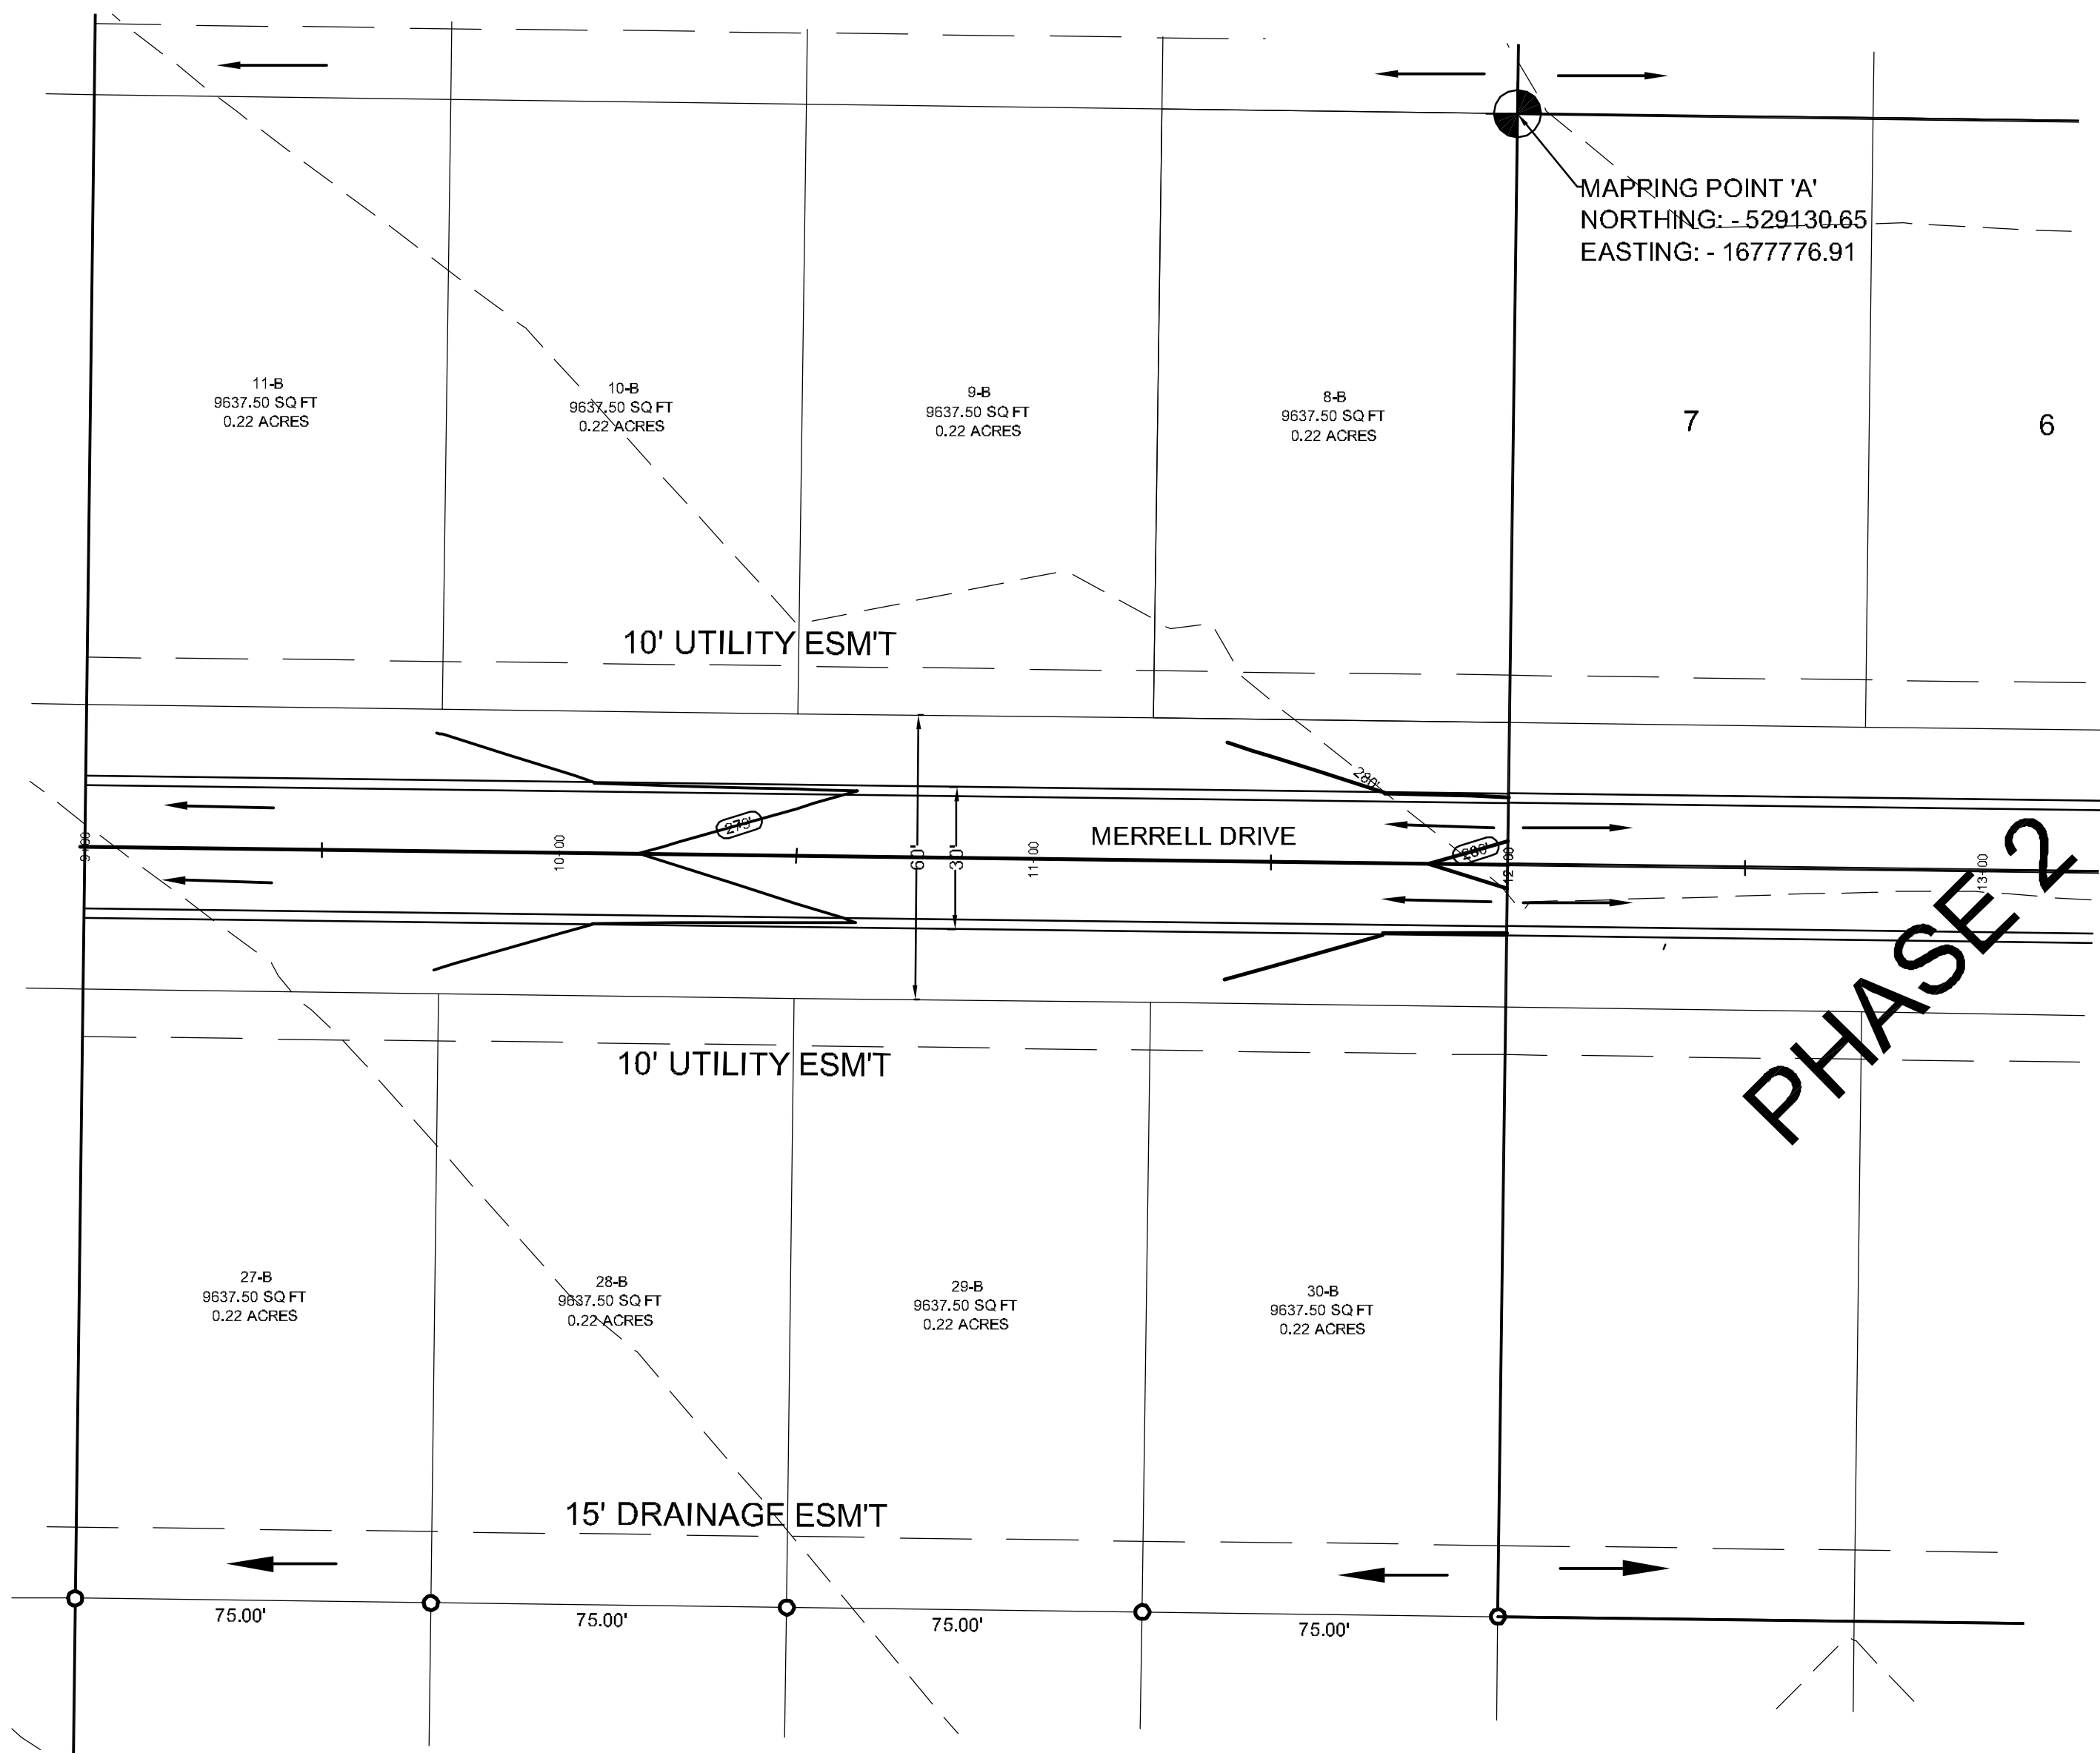 MAPPING POINT 'A'
NORTHING: - 529130.65
EASTING: - 1677776.91
11-B
9637.50 SQ FT
0.22 ACRES
10-B
9637.50 SQ FT
0.22 ACRES
9-B
9637.50 SQ FT
0.22 ACRES
8-B
9637.50 SQ FT
0.22 ACRES
7
6
10' UTILITY ESM'T
280'
279'
MERRELL DRIVE
280'
9+00
10+00
60'
30'
11+00
12+00
13+00
PHASE 2
10' UTILITY ESM'T
27-B
9637.50 SQ FT
0.22 ACRES
28-B
9637.50 SQ FT
0.22 ACRES
29-B
9637.50 SQ FT
0.22 ACRES
30-B
9637.50 SQ FT
0.22 ACRES
15' DRAINAGE ESM'T
75.00'
75.00'
75.00'
75.00'